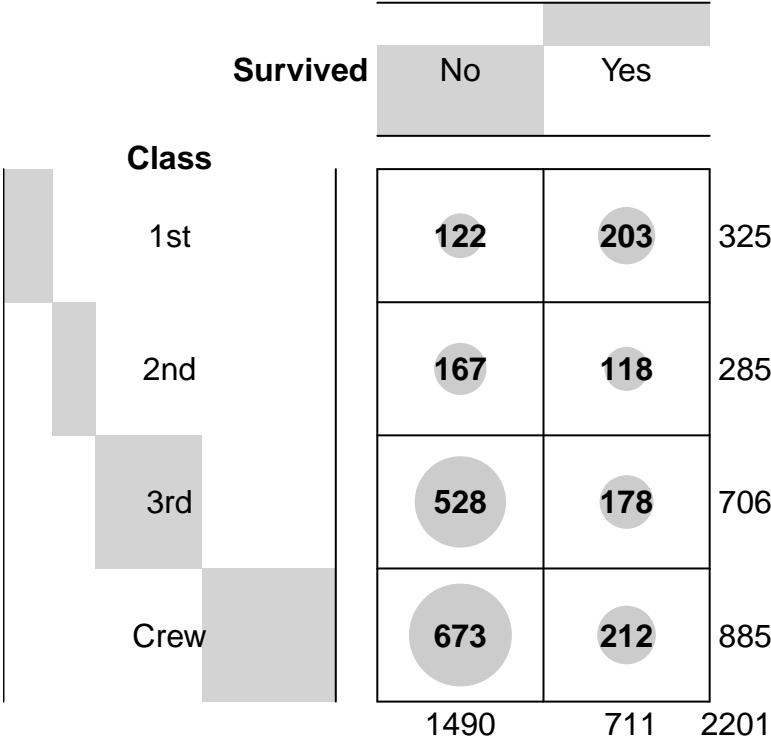 Survived No Yes
Class
1st 122 203 325
2nd 167 118 285
3rd 528 178 706
Crew 673 212 885
1490 711 2201